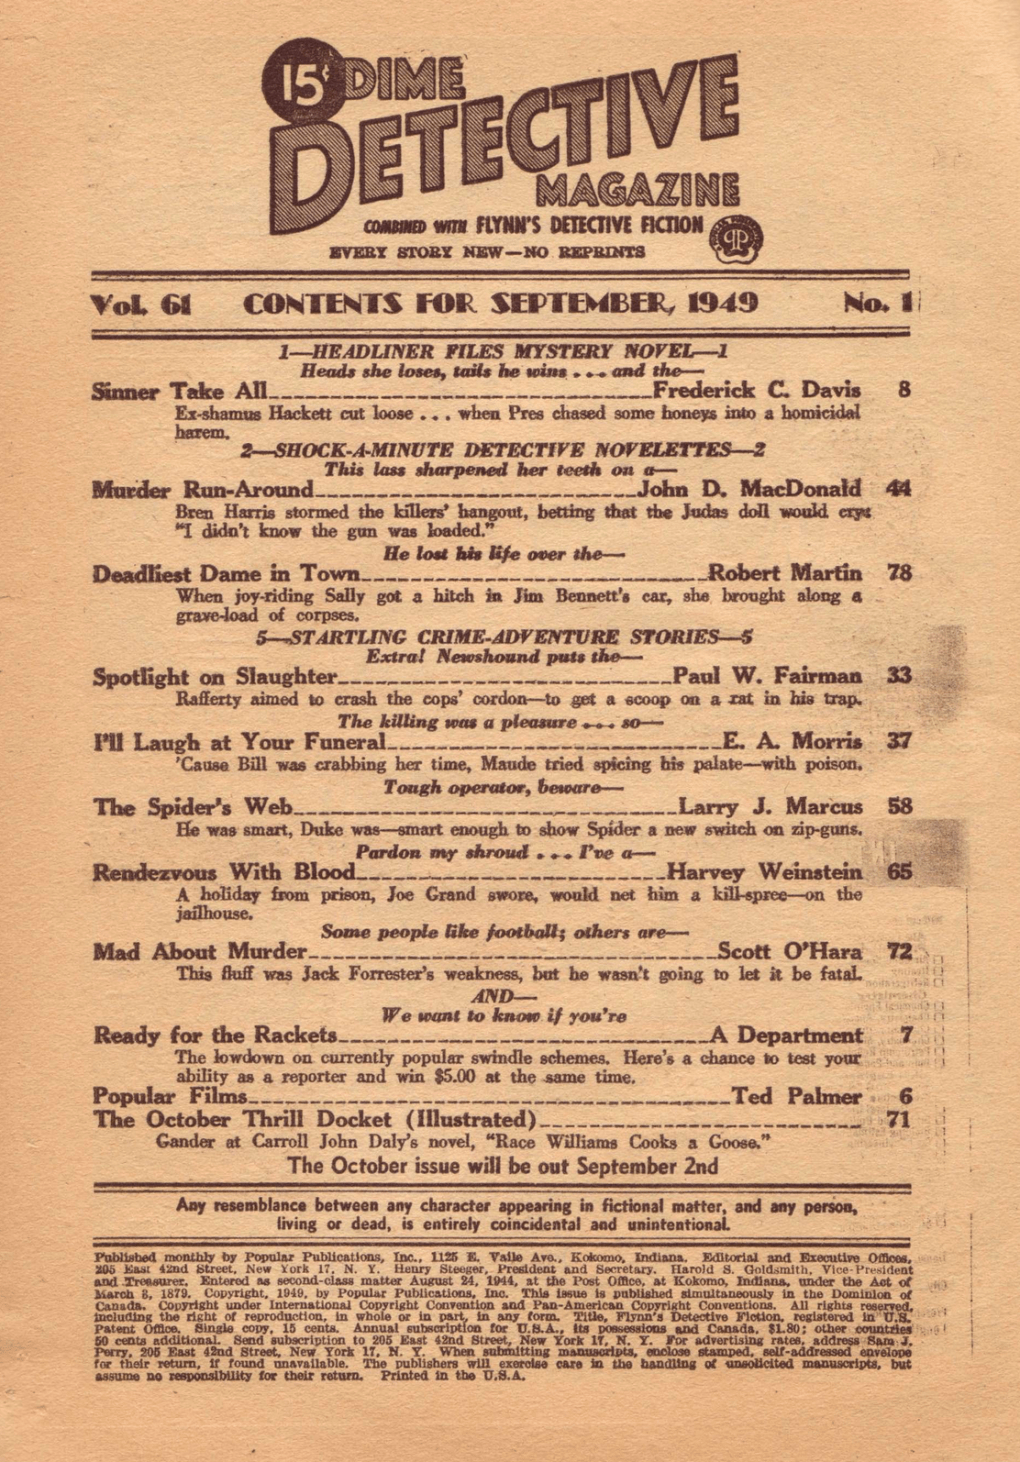 15¢ DIME
DETECTIVE
MAGAZINE
COMBINED WITH FLYNN'S DETECTIVE FICTION
EVERY STORY NEW—NO REPRINTS
Vol. 61 CONTENTS FOR SEPTEMBER, 1949 No. 1
1—HEADLINER FILES MYSTERY NOVEL—1
Heads she loses, tails he wins . . . and the—
Sinner Take All Frederick C. Davis 8
Ex-shamus Hackett cut loose . . . when Pres chased some honeys into a homicidal
harem.
2—SHOCK-A-MINUTE DETECTIVE NOVELETTES—2
This lass sharpened her teeth on a—
Murder Run-Around John D. MacDonald 44
Bren Harris stormed the killers' hangout, betting that the Judas doll would cry:
"I didn't know the gun was loaded."
He lost his life over the—
Deadliest Dame in Town Robert Martin 78
When joy-riding Sally got a hitch in Jim Bennett's car, she brought along a
grave-load of corpses.
5—STARTLING CRIME-ADVENTURE STORIES—5
Extra! Newshound puts the—
Spotlight on Slaughter Paul W. Fairman 33
Rafferty aimed to crash the cops' cordon—to get a scoop on a rat in his trap.
The killing was a pleasure . . . so—
I'll Laugh at Your Funeral E. A. Morris 37
'Cause Bill was crabbing her time, Maude tried spicing his palate—with poison.
Tough operator, beware—
The Spider's Web Larry J. Marcus 58
He was smart, Duke was—smart enough to show Spider a new switch on zip-guns.
Pardon my shroud . . . I've a—
Rendezvous With Blood Harvey Weinstein 65
A holiday from prison, Joe Grand swore, would net him a kill-spree—on the
jailhouse.
Some people like football; others are—
Mad About Murder Scott O'Hara 72
This fluff was Jack Forrester's weakness, but he wasn't going to let it be fatal.
AND—
We want to know if you're
Ready for the Rackets A Department 7
The lowdown on currently popular swindle schemes. Here's a chance to test your
ability as a reporter and win $5.00 at the same time.
Popular Films Ted Palmer 6
The October Thrill Docket (Illustrated) 71
Gander at Carroll John Daly's novel, "Race Williams Cooks a Goose."
The October issue will be out September 2nd
Any resemblance between any character appearing in fictional matter, and any person,
living or dead, is entirely coincidental and unintentional.
Published monthly by Popular Publications, Inc., 1125 E. Vaile Ave., Kokomo, Indiana. Editorial and Executive Offices,
205 East 42nd Street, New York 17, N. Y. Henry Steeger, President and Secretary. Harold S. Goldsmith, Vice-President
and Treasurer. Entered as second-class matter August 24, 1944, at the Post Office, at Kokomo, Indiana, under the Act of
March 3, 1879. Copyright, 1949, by Popular Publications, Inc. This issue is published simultaneously in the Dominion of
Canada. Copyright under International Copyright Convention and Pan-American Copyright Conventions. All rights reserved,
including the right of reproduction, in whole or in part, in any form. Title, Flynn's Detective Fiction, registered in U.S.
Patent Office. Single copy, 15 cents. Annual subscription for U.S.A., its possessions and Canada, $1.80; other countries
50 cents additional. Send subscription to 205 East 42nd Street, New York 17, N. Y. For advertising rates, address Sam J.
Perry, 205 East 42nd Street, New York 17, N. Y. When submitting manuscripts, enclose stamped, self-addressed envelope
for their return, if found unavailable. The publishers will exercise care in the handling of unsolicited manuscripts, but
assume no responsibility for their return. Printed in the U.S.A.